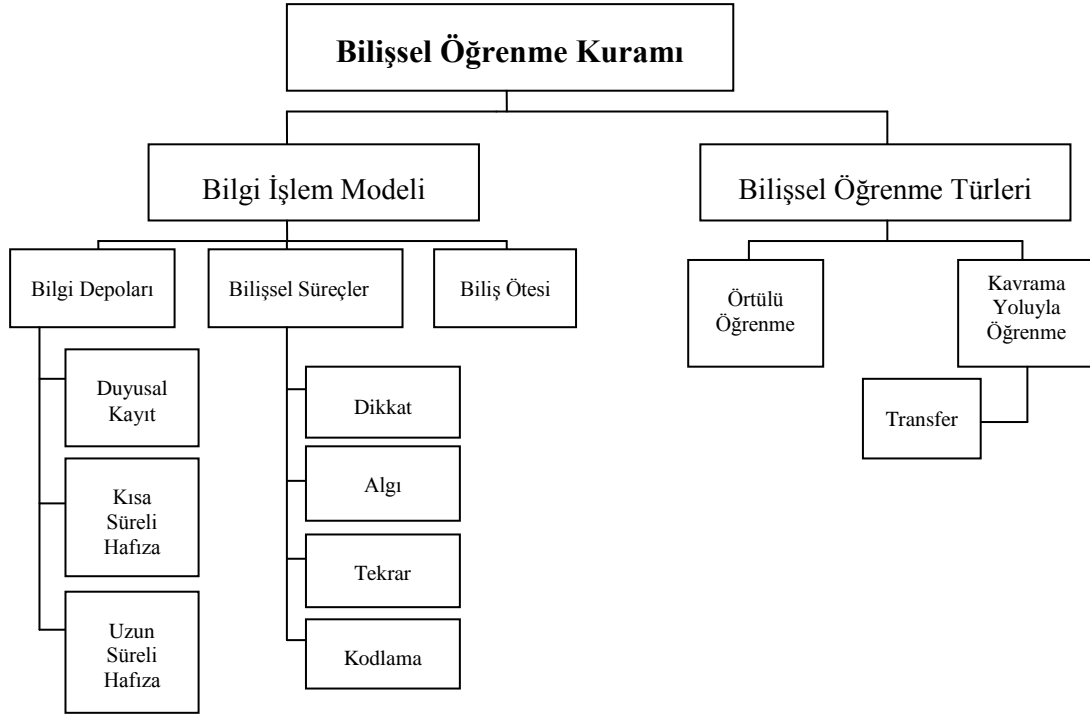 Bilişsel Öğrenme Kuramı
Bilgi İşlem Modeli
Bilişsel Öğrenme Türleri
Bilgi Depoları
Bilişsel Süreçler
Biliş Ötesi
Örtülü
Öğrenme
Kavrama
Yoluyla
Öğrenme
Duyusal
Kayıt
Dikkat
Transfer
Kısa
Süreli
Hafıza
Algı
Tekrar
Uzun
Süreli
Hafıza
Kodlama